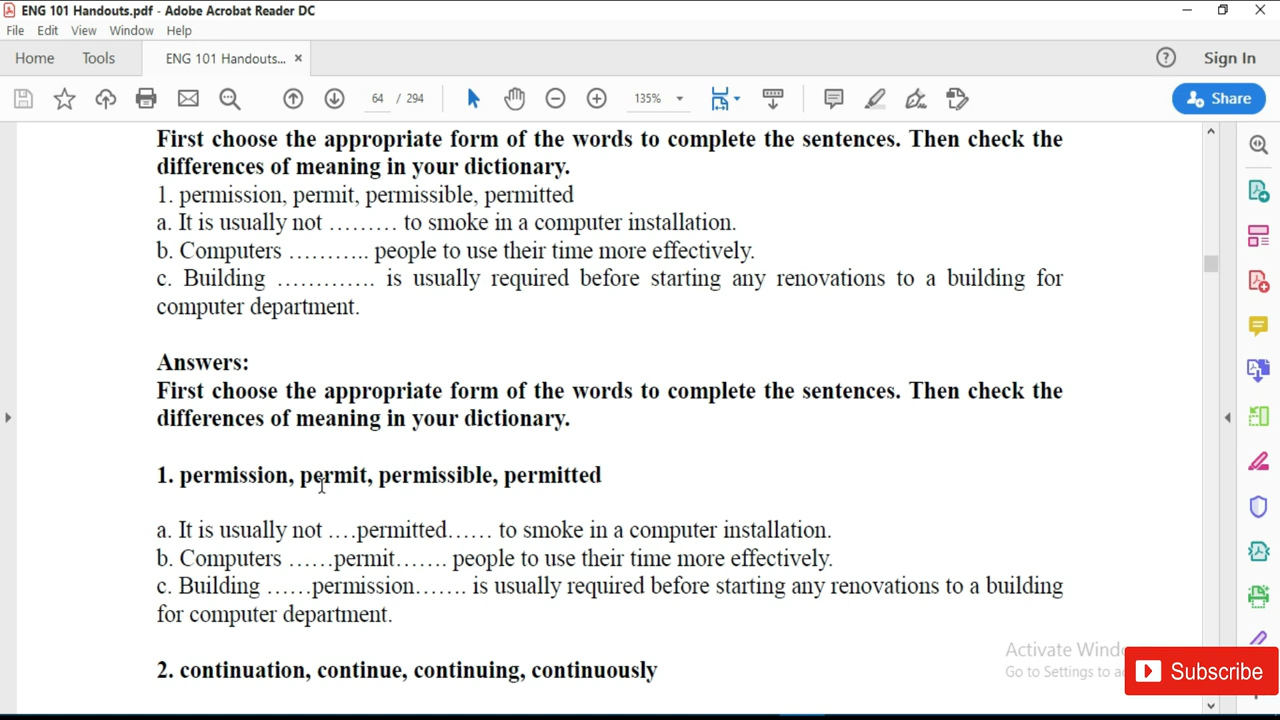 ENG 101 Handouts.pdf - Adobe Acrobat Reader DC
File Edit View Window Help
Home Tools ENG 101 Handouts... × Sign In
64 / 294 135% Share
First choose the appropriate form of the words to complete the sentences. Then check the
differences of meaning in your dictionary.
1. permission, permit, permissible, permitted
a. It is usually not ……… to smoke in a computer installation.
b. Computers ……….. people to use their time more effectively.
c. Building …………. is usually required before starting any renovations to a building for
computer department.
Answers:
First choose the appropriate form of the words to complete the sentences. Then check the
differences of meaning in your dictionary.
1. permission, permit, permissible, permitted
a. It is usually not ….permitted…… to smoke in a computer installation.
b. Computers ……permit……. people to use their time more effectively.
c. Building ……permission……. is usually required before starting any renovations to a building
for computer department.
2. continuation, continue, continuing, continuously
Activate
Go to Settings to
Subscribe